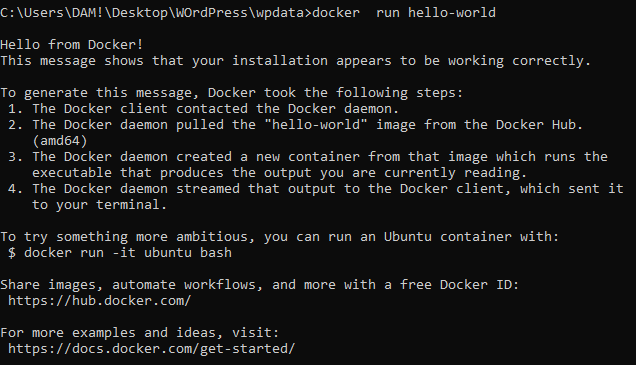 C:\Users\DAM!\Desktop\WOrdPress\wpdata>docker  run hello-world
Hello from Docker!
This message shows that your installation appears to be working correctly.
To generate this message, Docker took the following steps:
1. The Docker client contacted the Docker daemon.
2. The Docker daemon pulled the "hello-world" image from the Docker Hub.
(amd64)
3. The Docker daemon created a new container from that image which runs the
executable that produces the output you are currently reading.
4. The Docker daemon streamed that output to the Docker client, which sent it
to your terminal.
To try something more ambitious, you can run an Ubuntu container with:
$ docker run -it ubuntu bash
Share images, automate workflows, and more with a free Docker ID:
https://hub.docker.com/
For more examples and ideas, visit:
https://docs.docker.com/get-started/